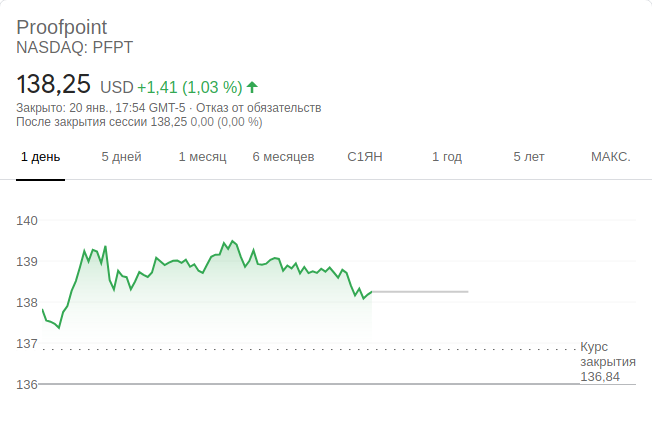 Proofpoint
NASDAQ: PFPT
138,25 USD +1,41 (1,03 %)
Закрыто: 20 янв., 17:54 GMT-5 · Отказ от обязательств
После закрытия сессии 138,25 0,00 (0,00 %)
1 день 5 дней 1 месяц 6 месяцев С1ЯН 1 год 5 лет МАКС.
140
139
138
137
Курс
закрытия
136,84
136